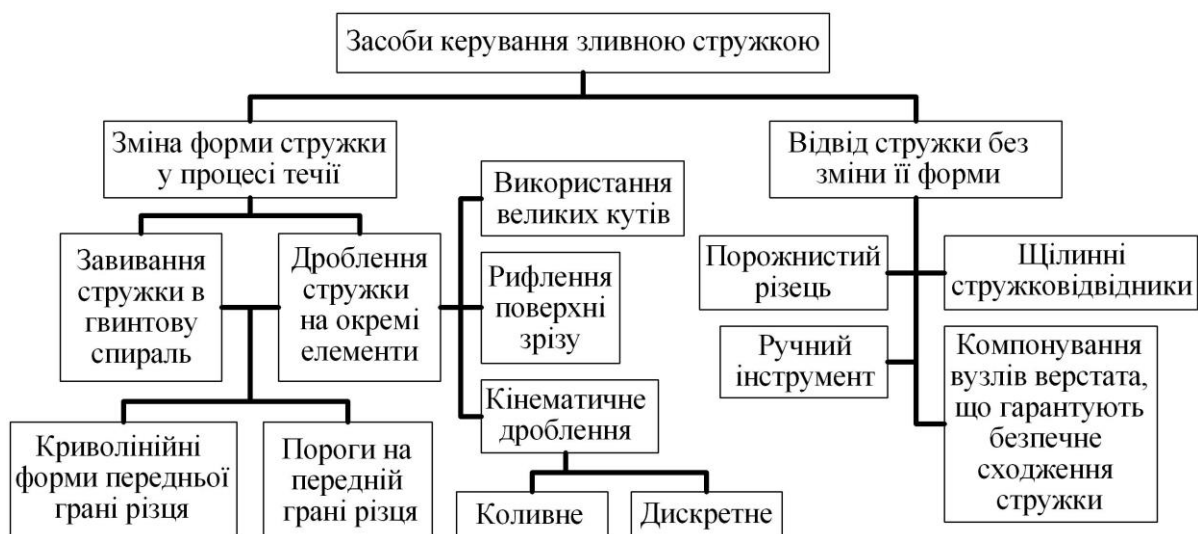 Засоби керування зливною стружкою
Зміна форми стружки
у процесі течії
Відвід стружки без
зміни її форми
Завивання
стружки в
гвинтову
спираль
Дроблення
стружки
на окремі
елементи
Використання
великих кутів
Рифлення
поверхні
зрізу
Кінематичне
дроблення
Порожнистий
різець
Щілинні
стружковідвідники
Ручний
інструмент
Компонування
вузлів верстата,
що гарантують
безпечне
сходження
стружки
Криволінійні
форми передньої
грані різця
Пороги на
передній
грані різця
Коливне
Дискретне